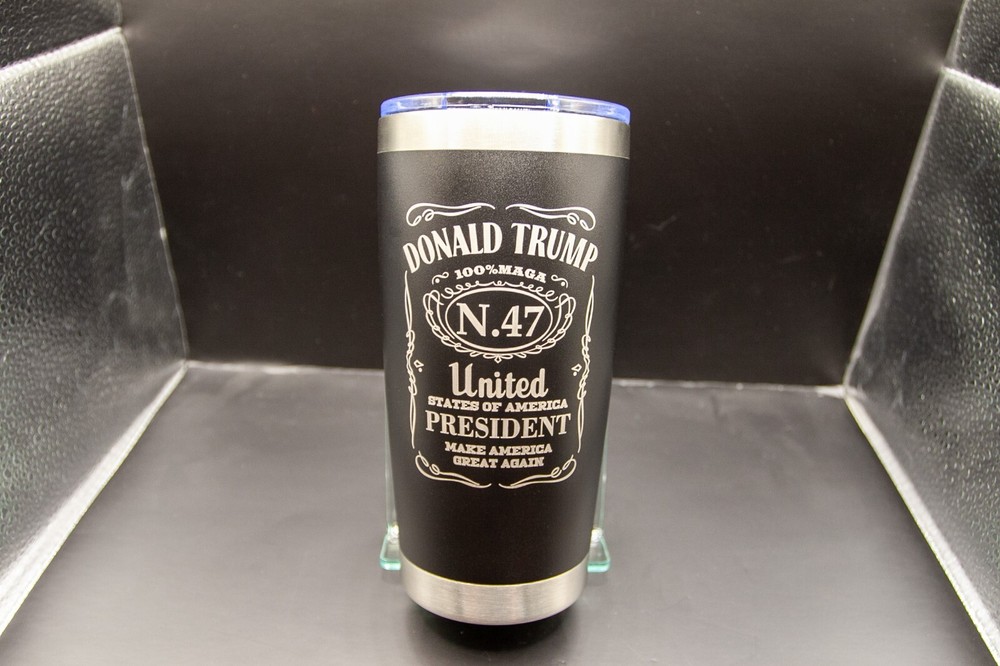 DONALD TRUMP
100%MAGA
N.47
United
STATES OF AMERICA
PRESIDENT
MAKE AMERICA
GREAT AGAIN